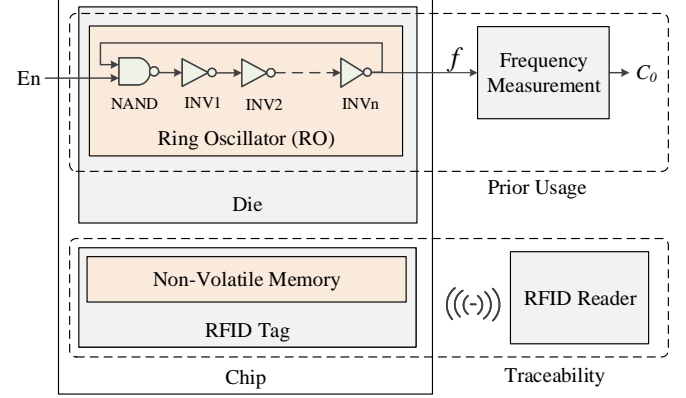 En
NAND
INV1
INV2
INVn
Ring Oscillator (RO)
f
Frequency
Measurement
C0
Prior Usage
Die
Non-Volatile Memory
RFID Tag
(((-)))
RFID Reader
Chip
Traceability